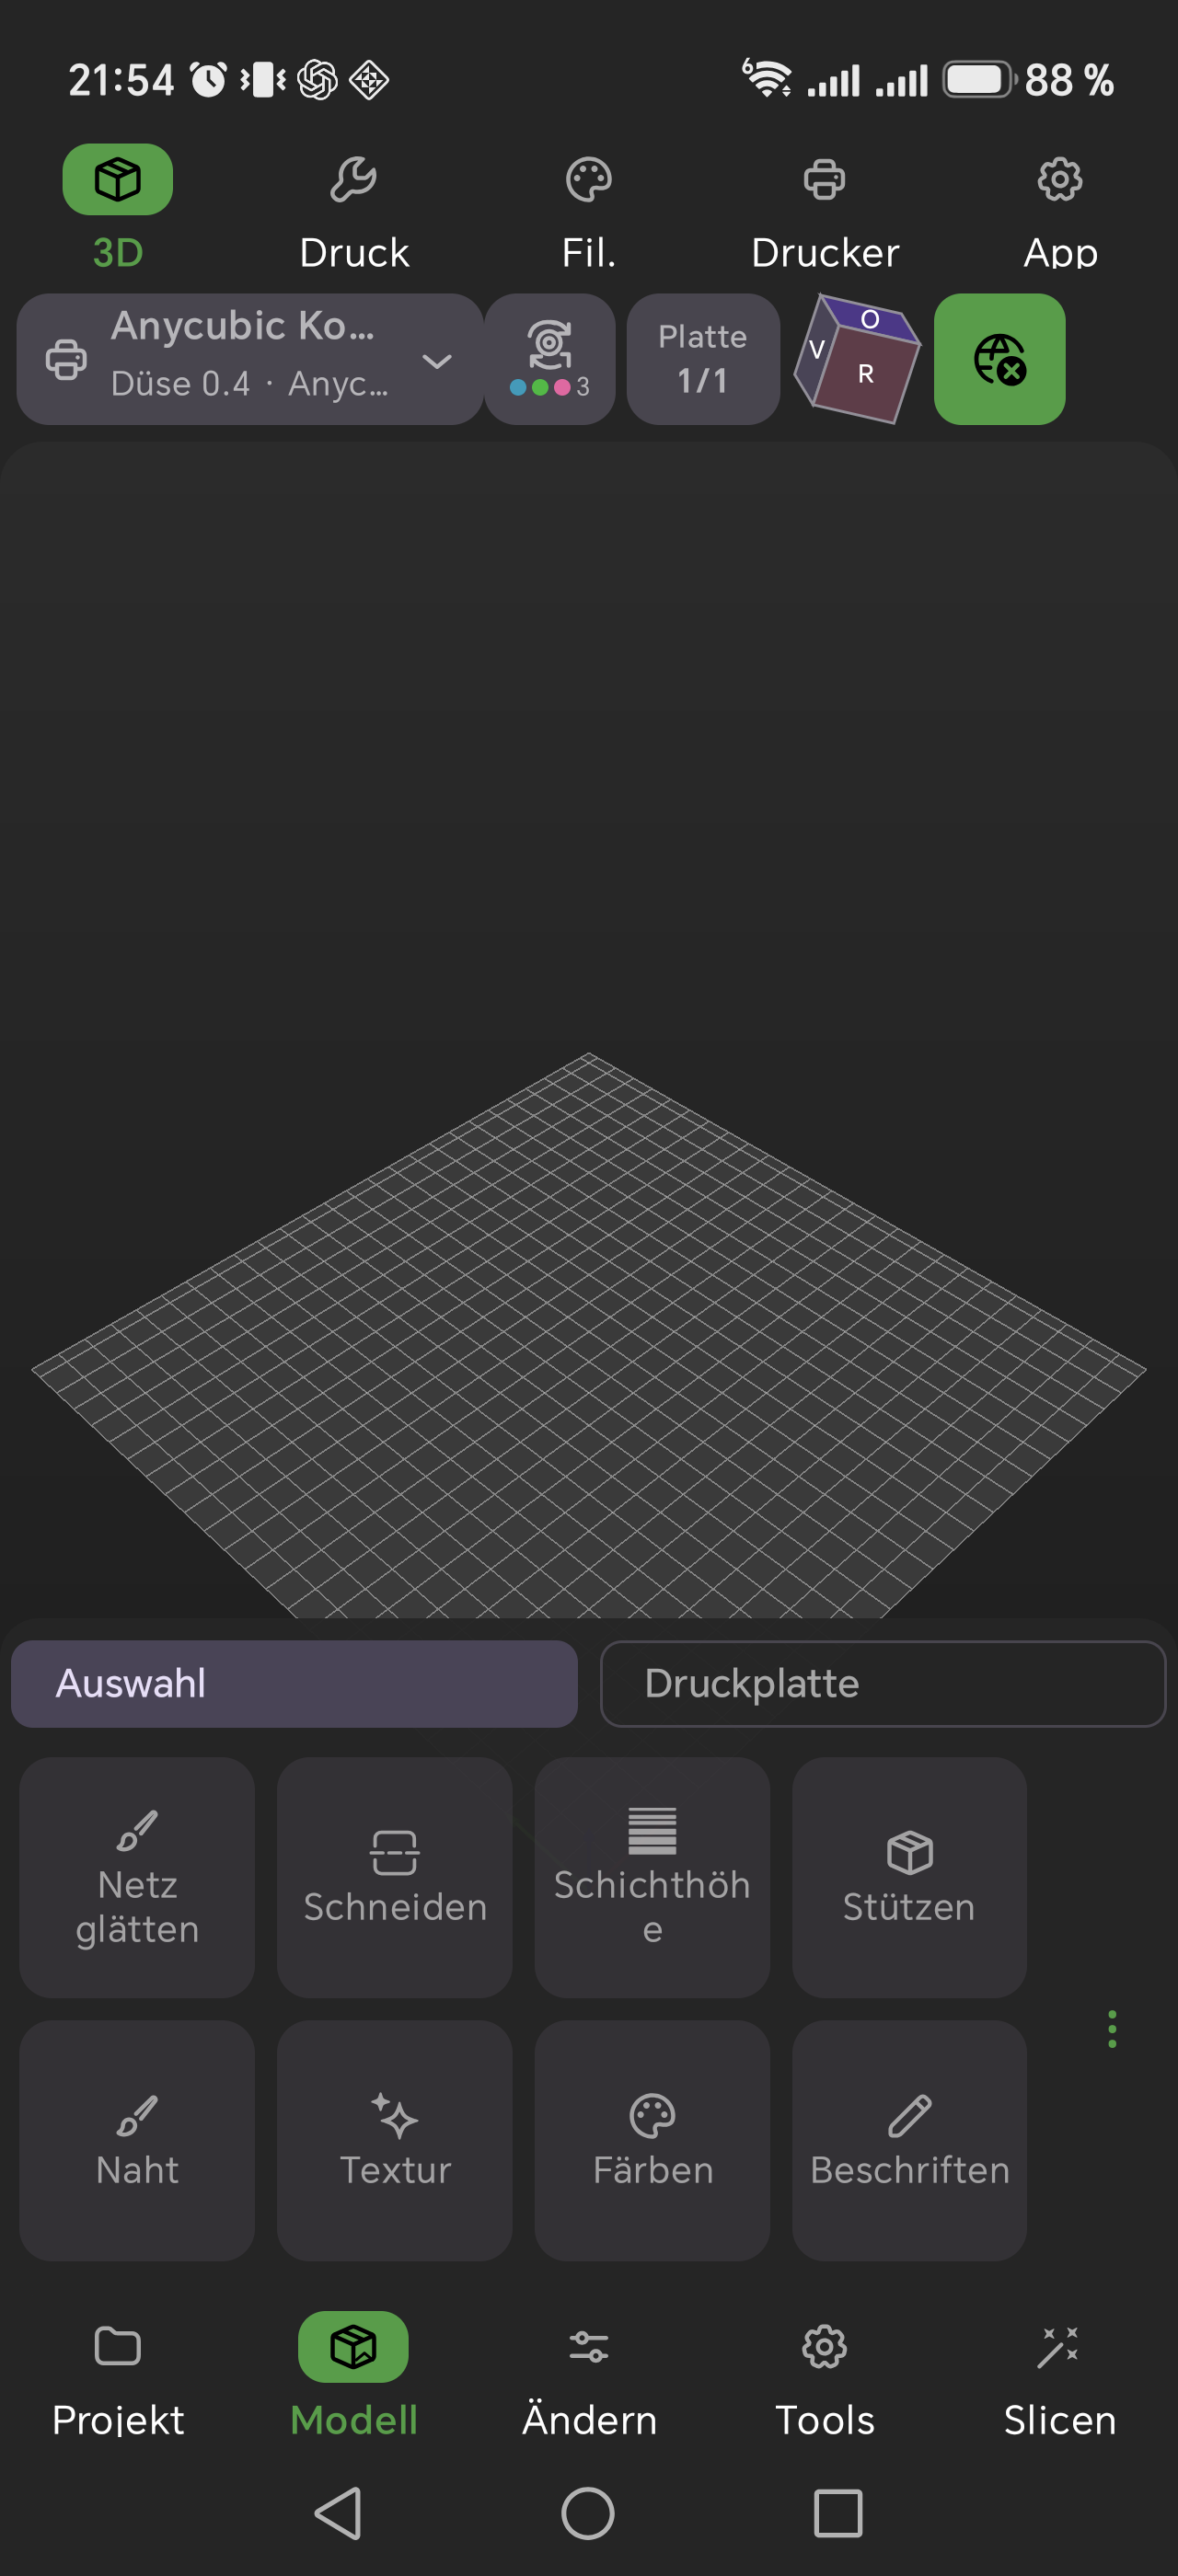 21:54
6
88 %
3D
Druck
Fil.
Drucker
App
Anycubic Ko...
Düse 0.4 · Anyc...
3
Platte
1/1
O
V
R
Auswahl
Druckplatte
Netz
glätten
Schneiden
Schichthöh
e
Stützen
Naht
Textur
Färben
Beschriften
Projekt
Modell
Ändern
Tools
Slicen